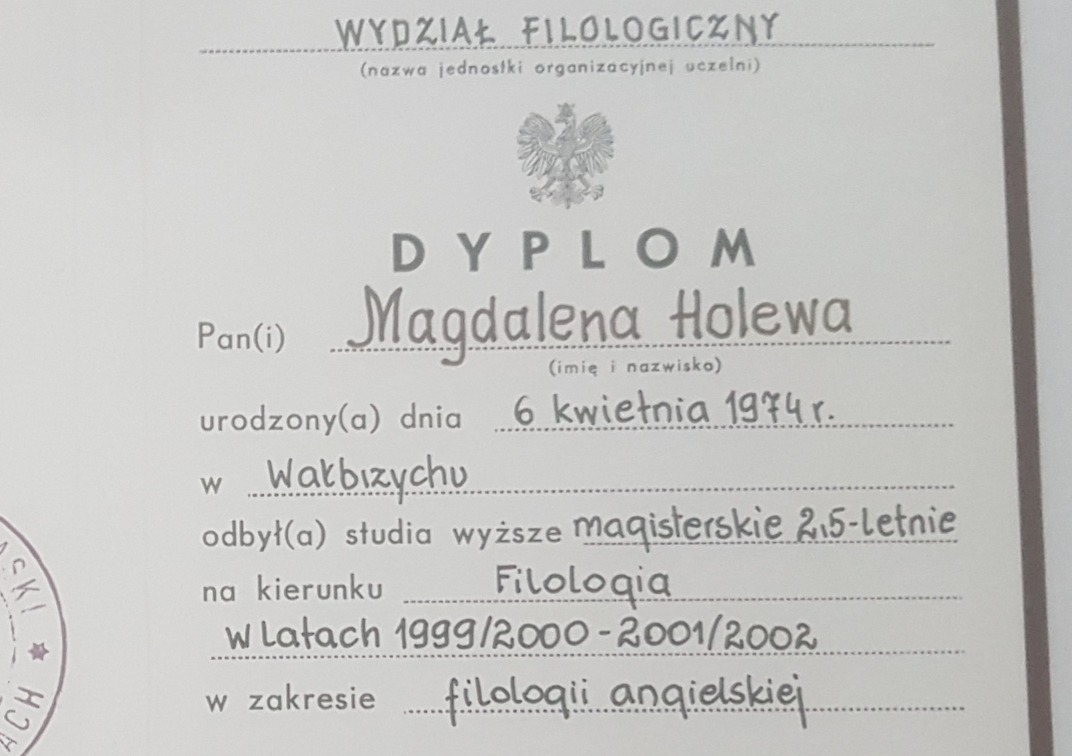 WYDZIAŁ FILOLOGICZNY
(nazwa jednostki organizacyjnej uczelni)
DYPLOM
Pan(i) Magdalena Holewa
(imię i nazwisko)
urodzony(a) dnia 6 kwietnia 1974 r.
w Wałbrzychu
odbył(a) studia wyższe magisterskie 2,5-letnie
na kierunku Filologia
w latach 1999/2000 - 2001/2002
w zakresie filologii angielskiej